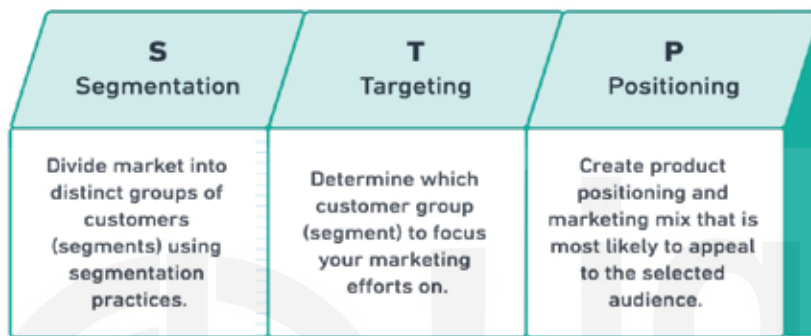 S
Segmentation
Divide market into
distinct groups of
customers
(segments) using
segmentation
practices.
T
Targeting
Determine which
customer group
(segment) to focus
your marketing
efforts on.
P
Positioning
Create product
positioning and
marketing mix that is
most likely to appeal
to the selected
audience.